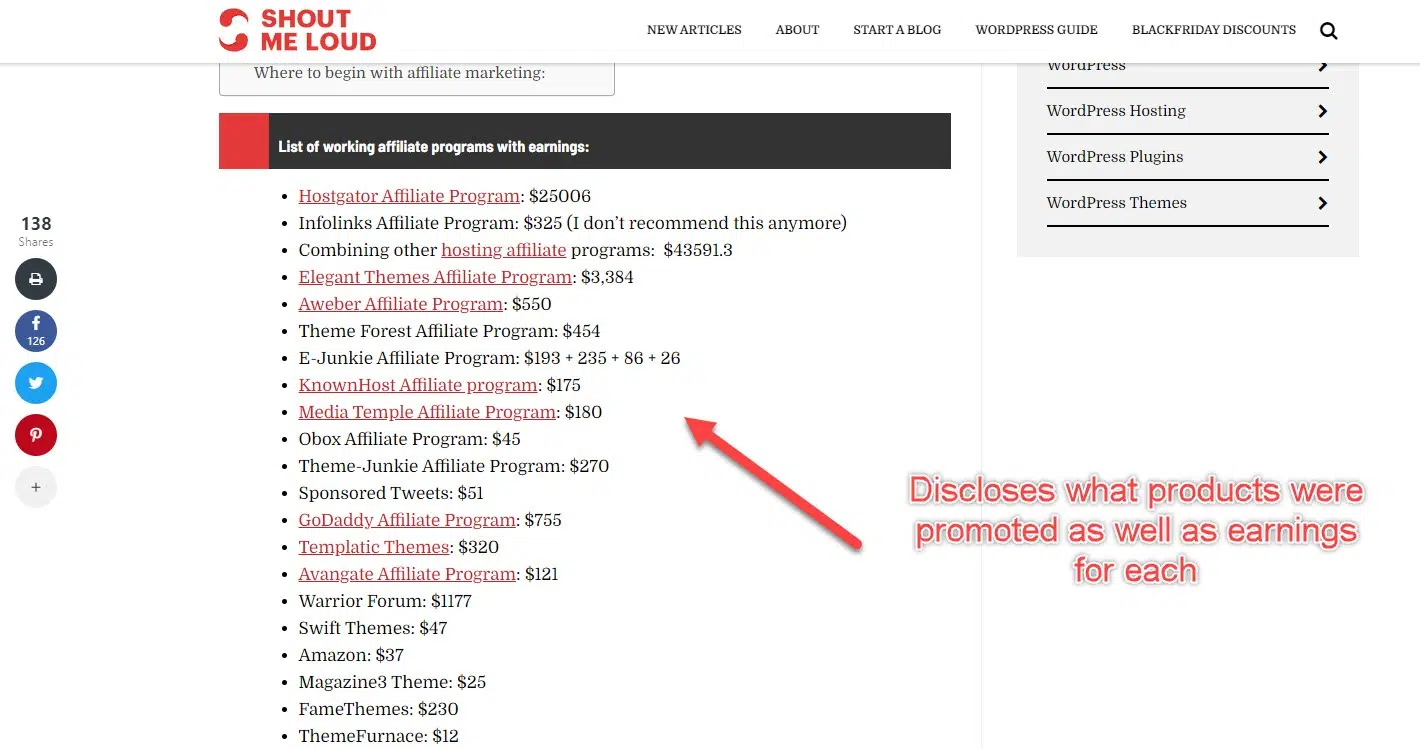 SHOUT
ME LOUD
NEW ARTICLES ABOUT START A BLOG WORDPRESS GUIDE BLACKFRIDAY DISCOUNTS
Where to begin with affiliate marketing:
List of working affiliate programs with earnings:
• Hostgator Affiliate Program: $25006
• Infolinks Affiliate Program: $325 (I don’t recommend this anymore)
• Combining other hosting affiliate programs: $43591.3
• Elegant Themes Affiliate Program: $3,384
• Aweber Affiliate Program: $550
• Theme Forest Affiliate Program: $454
• E-Junkie Affiliate Program: $193 + 235 + 86 + 26
• KnownHost Affiliate program: $175
• Media Temple Affiliate Program: $180
• Obox Affiliate Program: $45
• Theme-Junkie Affiliate Program: $270
• Sponsored Tweets: $51
• GoDaddy Affiliate Program: $755
• Templatic Themes: $320
• Avangate Affiliate Program: $121
• Warrior Forum: $1177
• Swift Themes: $47
• Amazon: $37
• Magazine3 Theme: $25
• FameThemes: $230
• ThemeFurnace: $12
138
Shares
126
+
WordPress
WordPress Hosting
WordPress Plugins
WordPress Themes
Discloses what products were
promoted as well as earnings
for each